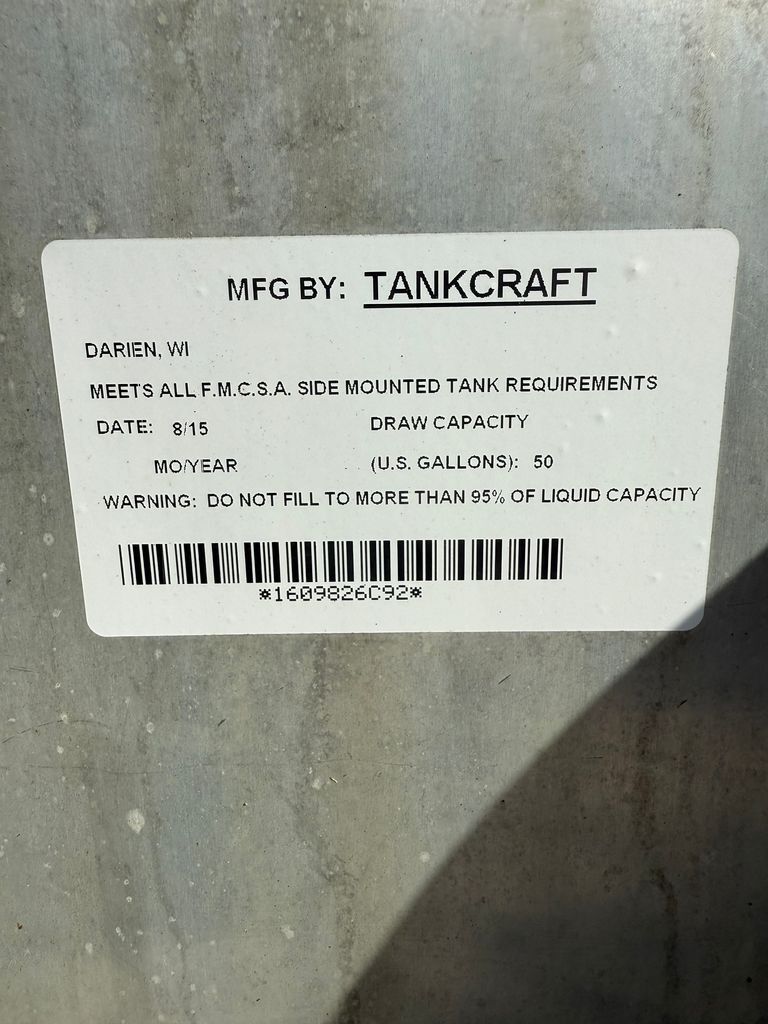 MFG BY: TANKCRAFT
DARIEN, WI
MEETS ALL F.M.C.S.A. SIDE MOUNTED TANK REQUIREMENTS
DATE: 8/15 DRAW CAPACITY
MO/YEAR (U.S. GALLONS): 50
WARNING: DO NOT FILL TO MORE THAN 95% OF LIQUID CAPACITY
*1609826C92*